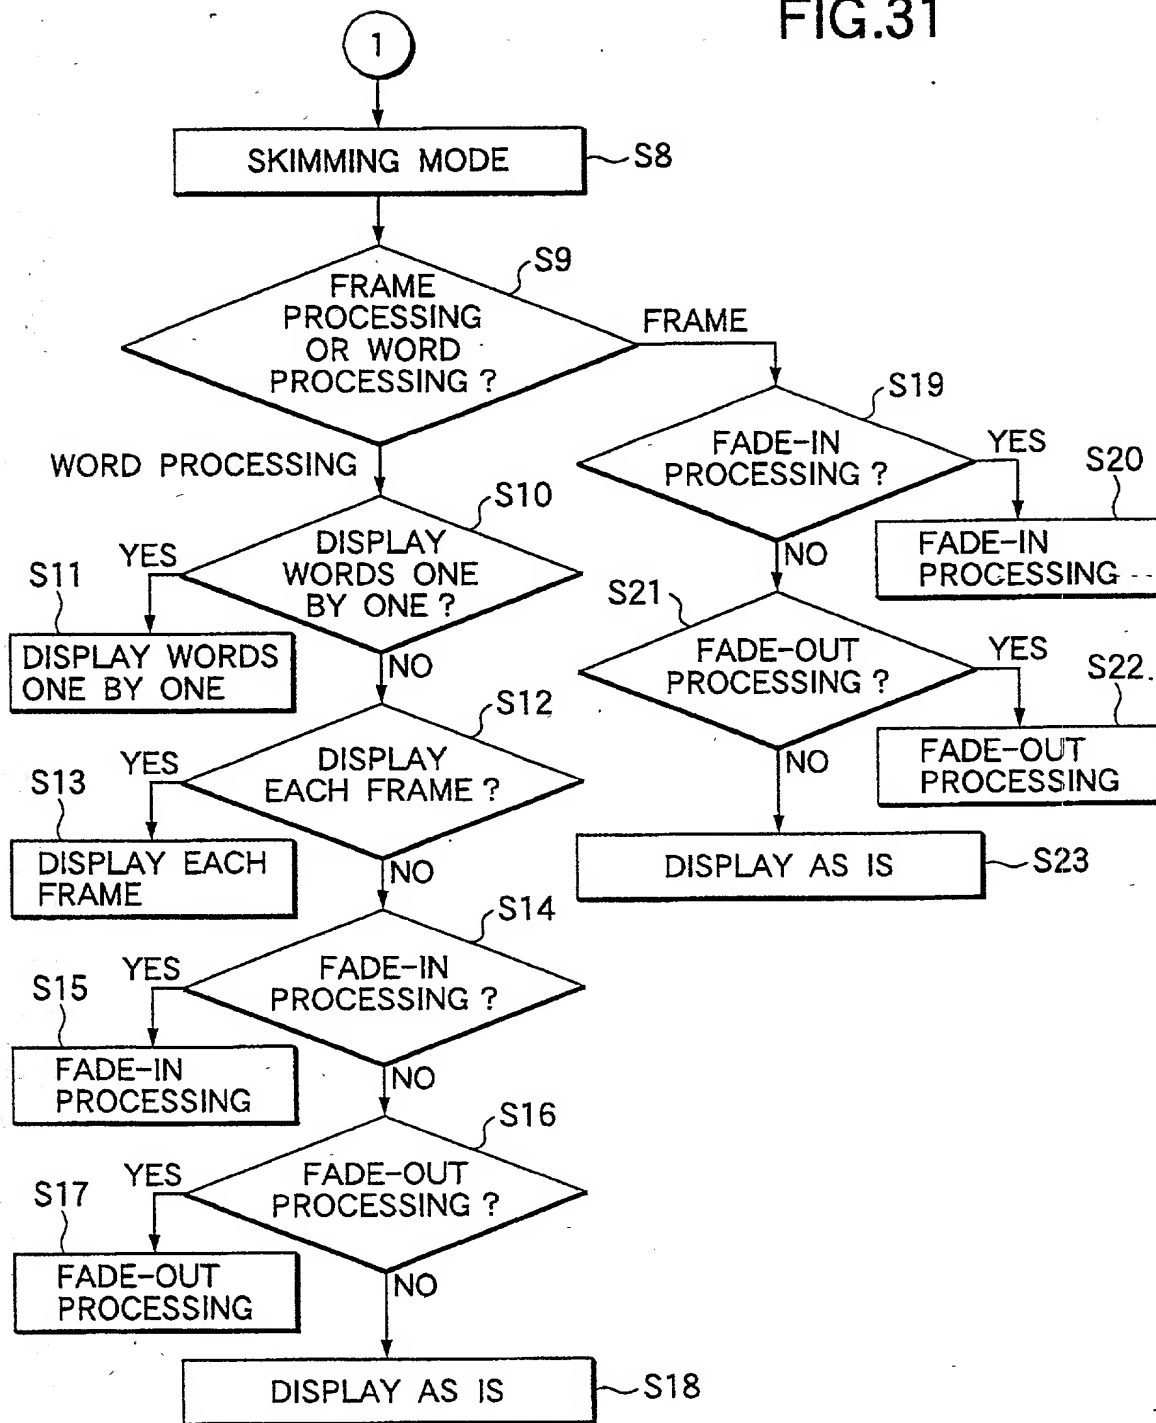 FIG.31
1
SKIMMING MODE
S8
S9
FRAME
PROCESSING
OR WORD
PROCESSING ?
FRAME
WORD PROCESSING
S19
FADE-IN
PROCESSING ?
YES
S20
FADE-IN
PROCESSING
NO
S10
DISPLAY
WORDS ONE
BY ONE ?
YES
S11
DISPLAY WORDS
ONE BY ONE
NO
S21
FADE-OUT
PROCESSING ?
YES
S22
FADE-OUT
PROCESSING
NO
S12
DISPLAY
EACH FRAME ?
YES
S13
DISPLAY EACH
FRAME
NO
DISPLAY AS IS
S23
S14
FADE-IN
PROCESSING ?
YES
S15
FADE-IN
PROCESSING
NO
S16
FADE-OUT
PROCESSING ?
YES
S17
FADE-OUT
PROCESSING
NO
DISPLAY AS IS
S18